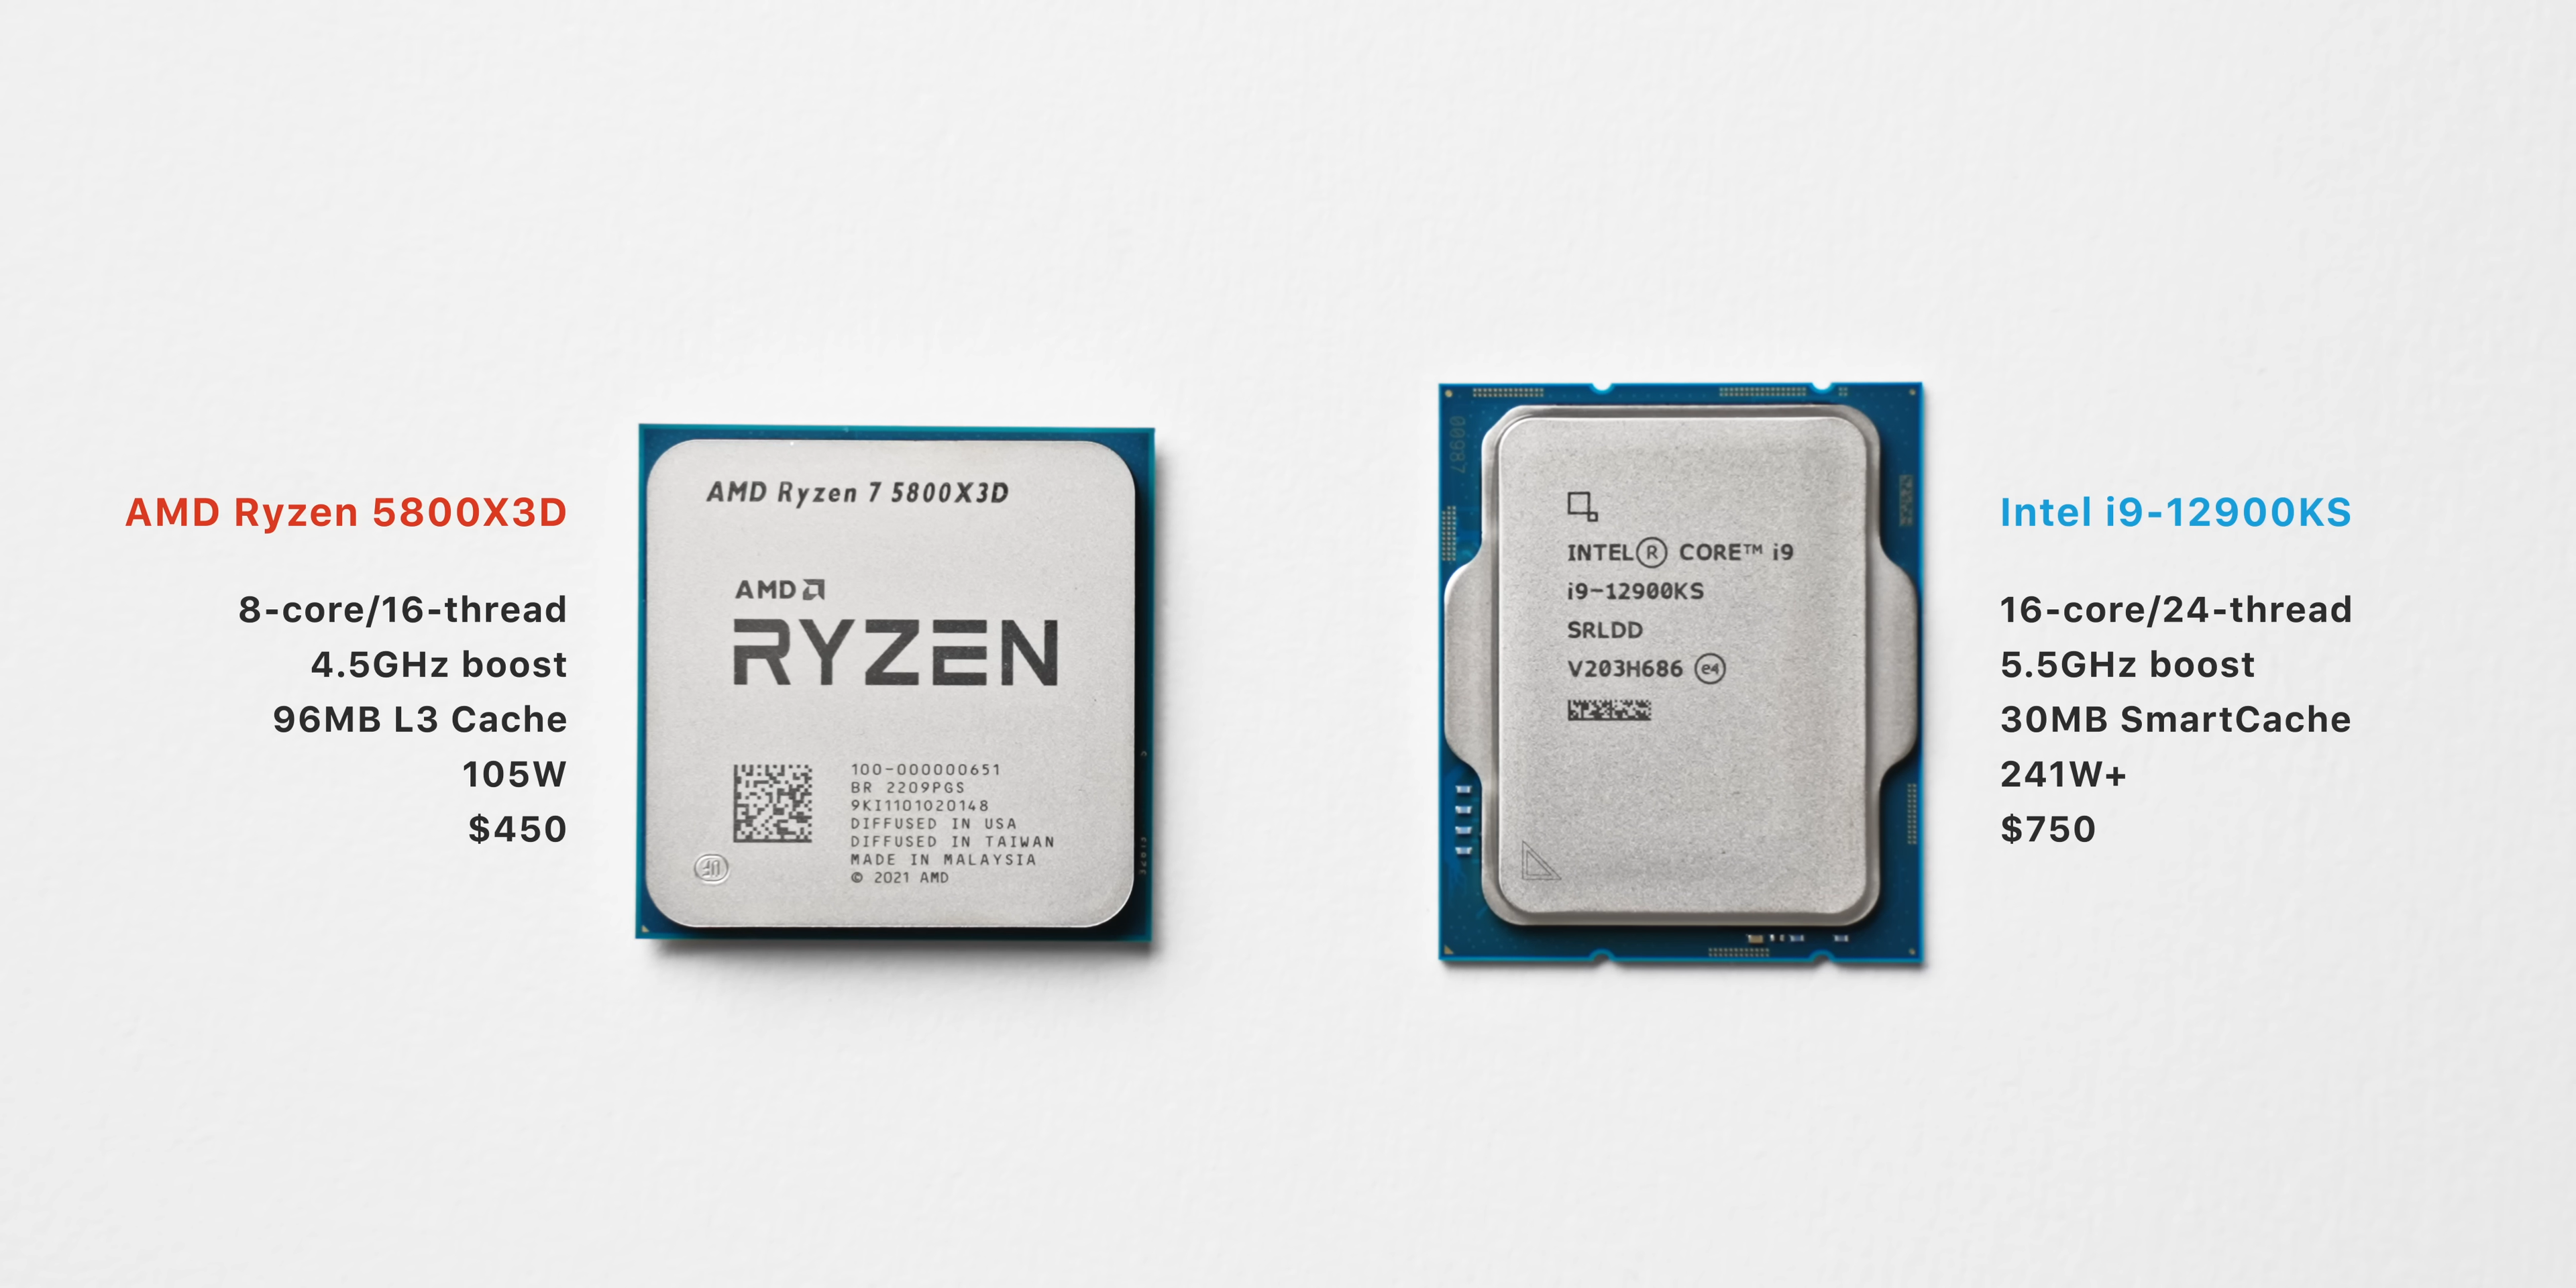 AMD Ryzen 5800X3D
8-core/16-thread
4.5GHz boost
96MB L3 Cache
105W
$450
AMD Ryzen 7 5800X3D
AMD
RYZEN
100-000000651
BR 2209PGS
9KI1101020148
DIFFUSED IN USA
DIFFUSED IN TAIWAN
MADE IN MALAYSIA
© 2021 AMD
INTEL® CORE™ i9
i9-12900KS
SRLDD
V203H686 e4
Intel i9-12900KS
16-core/24-thread
5.5GHz boost
30MB SmartCache
241W+
$750